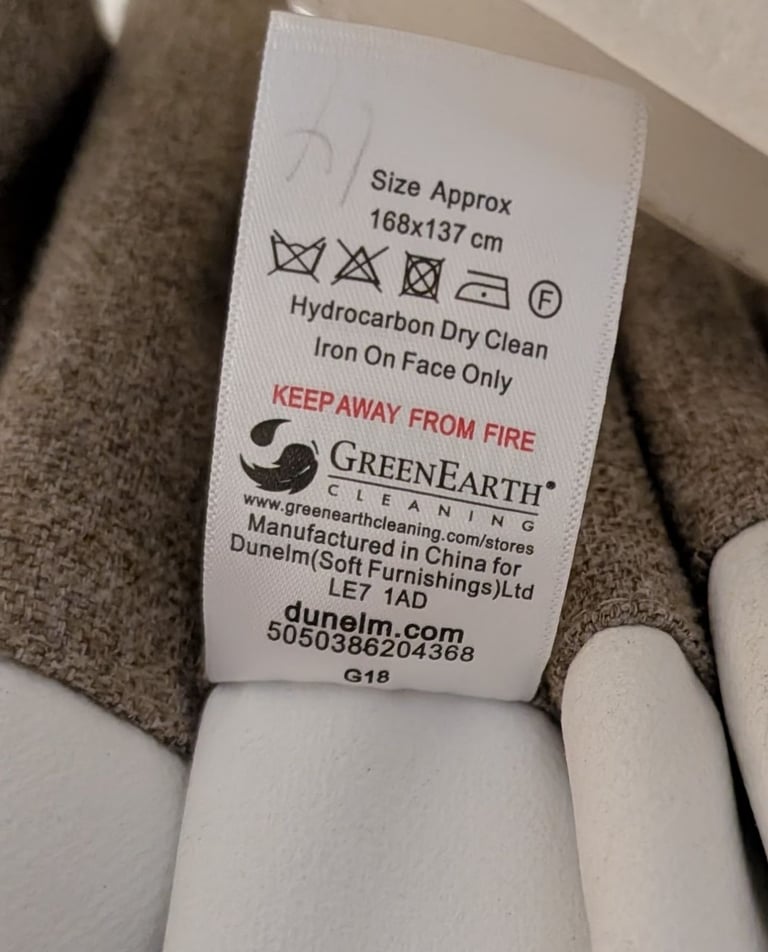 Size Approx
168x137 cm
F
Hydrocarbon Dry Clean
Iron On Face Only
KEEP AWAY FROM FIRE
GREENEARTH®
CLEANING
www.greenearthcleaning.com/stores
Manufactured in China for
Dunelm(Soft Furnishings)Ltd
LE7 1AD
dunelm.com
5050386204368
G18